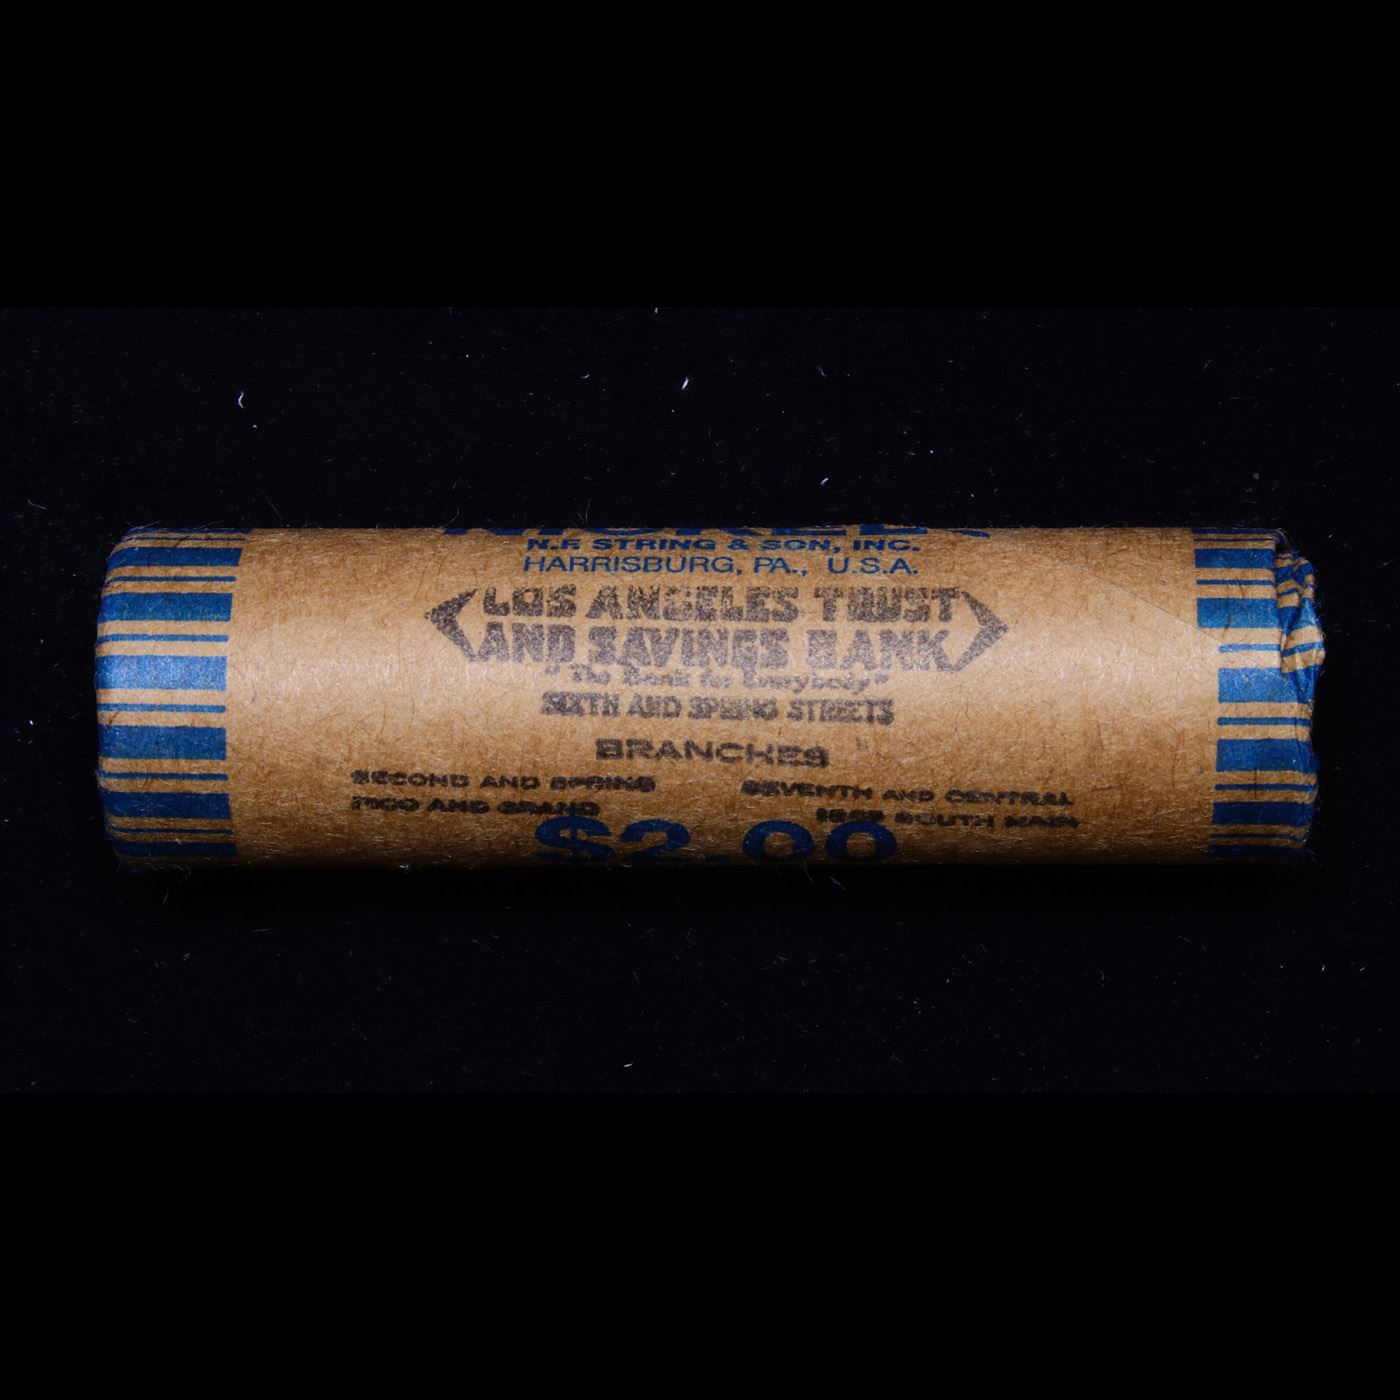 N.F. STRING & SON, INC.
HARRISBURG, PA., U.S.A.
LOS ANGELES TRUST
AND SAVINGS BANK
"The Bank for Everybody"
SIXTH AND SPRING STREETS
BRANCHES
SECOND AND SPRING
SEVENTH AND CENTRAL
PICO AND GRAND
SOUTH MAIN
$2.00